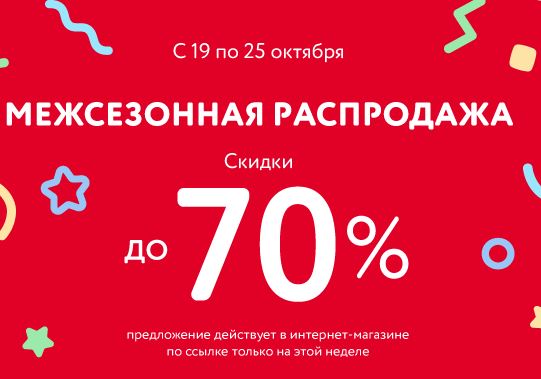 С 19 по 25 октября
МЕЖСЕЗОННАЯ РАСПРОДАЖА
Скидки
ДО 70%
предложение действует в интернет-магазине
по ссылке только на этой неделе